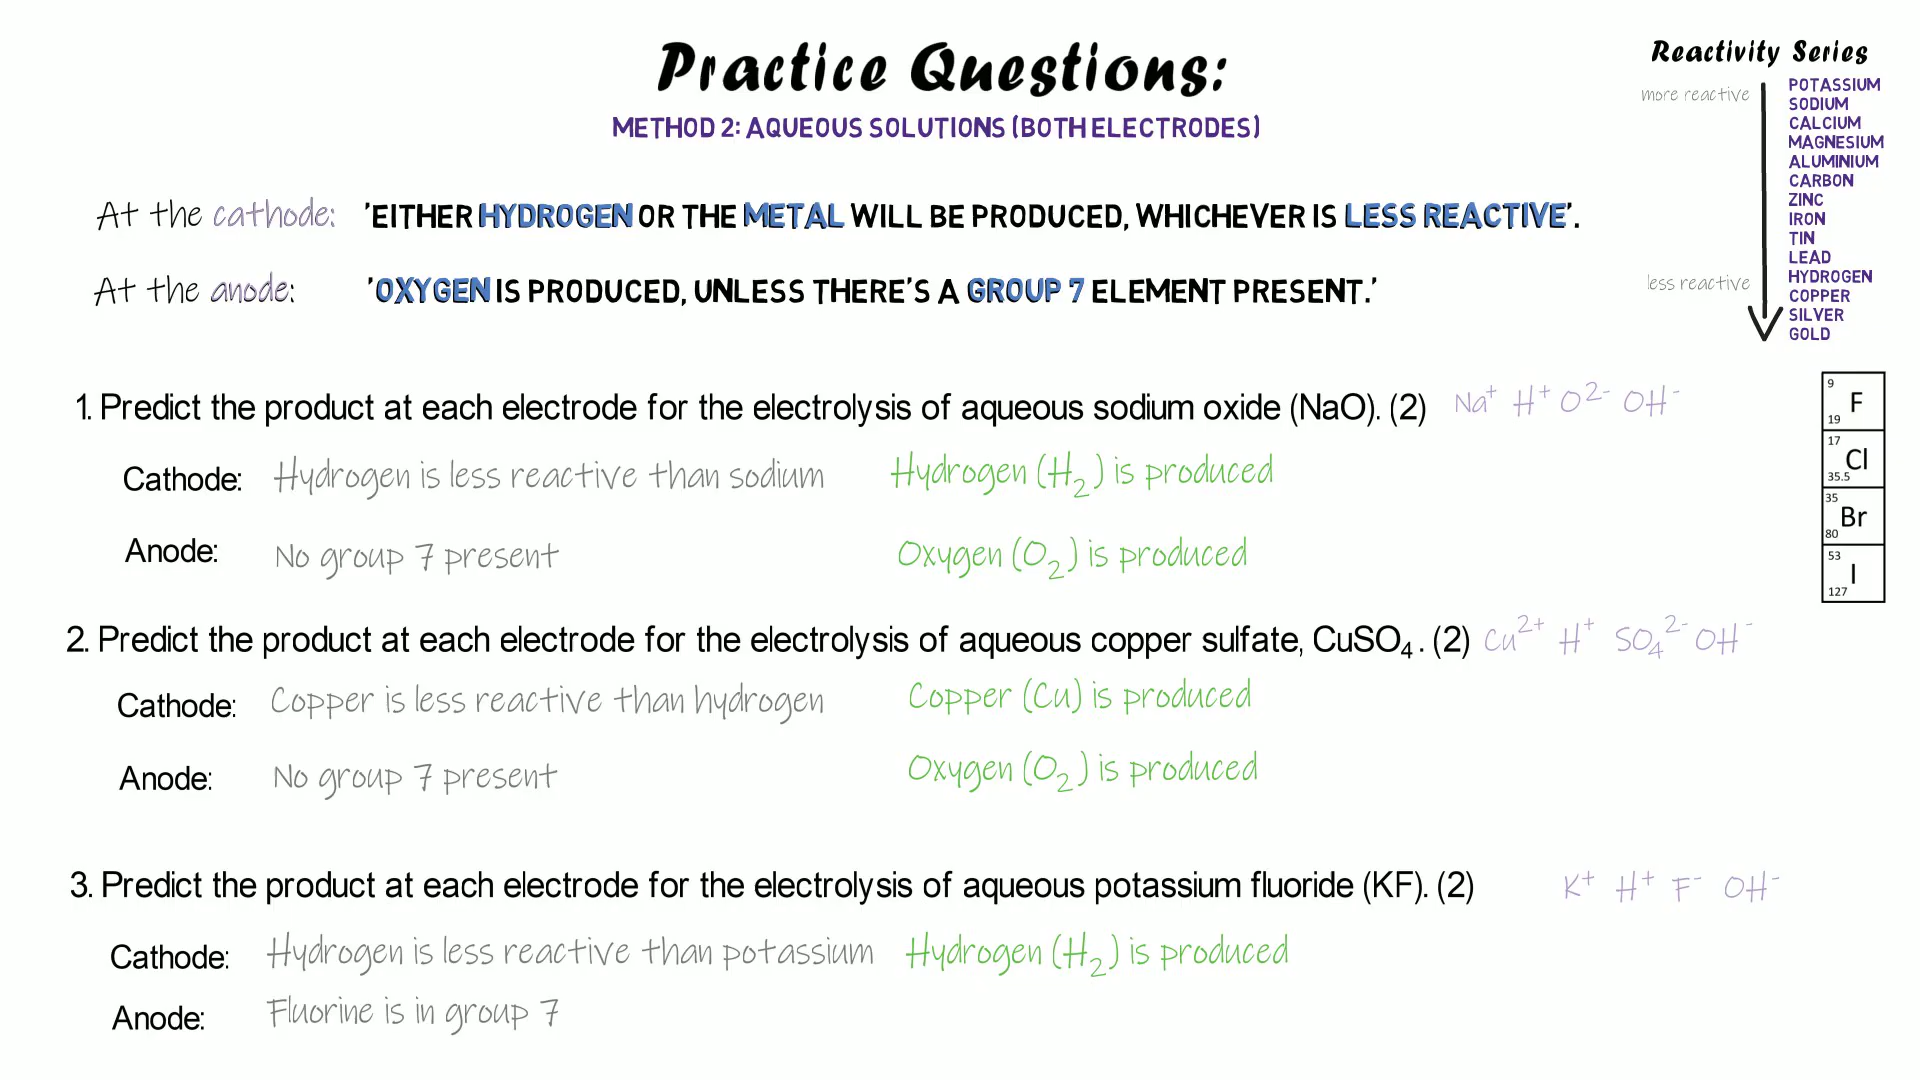 Practice Questions:
METHOD 2: AQUEOUS SOLUTIONS (BOTH ELECTRODES)
Reactivity Series
more reactive
less reactive
POTASSIUM
SODIUM
CALCIUM
MAGNESIUM
ALUMINIUM
CARBON
ZINC
IRON
TIN
LEAD
HYDROGEN
COPPER
SILVER
GOLD
At the cathode: 'EITHER HYDROGEN OR THE METAL WILL BE PRODUCED, WHICHEVER IS LESS REACTIVE'.
At the anode: 'OXYGEN IS PRODUCED, UNLESS THERE'S A GROUP 7 ELEMENT PRESENT.'
1. Predict the product at each electrode for the electrolysis of aqueous sodium oxide (NaO). (2) Na⁺ H⁺ O²⁻ OH⁻
Cathode: Hydrogen is less reactive than sodium Hydrogen (H₂) is produced
Anode: No group 7 present Oxygen (O₂) is produced
9
F
19
17
Cl
35.5
35
Br
80
53
I
127
2. Predict the product at each electrode for the electrolysis of aqueous copper sulfate, CuSO₄. (2) Cu²⁺ H⁺ SO₄²⁻ OH⁻
Cathode: Copper is less reactive than hydrogen Copper (Cu) is produced
Anode: No group 7 present Oxygen (O₂) is produced
3. Predict the product at each electrode for the electrolysis of aqueous potassium fluoride (KF). (2) K⁺ H⁺ F⁻ OH⁻
Cathode: Hydrogen is less reactive than potassium Hydrogen (H₂) is produced
Anode: Fluorine is in group 7